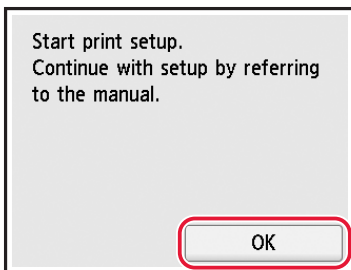 Start print setup.
Continue with setup by referring
to the manual.
OK